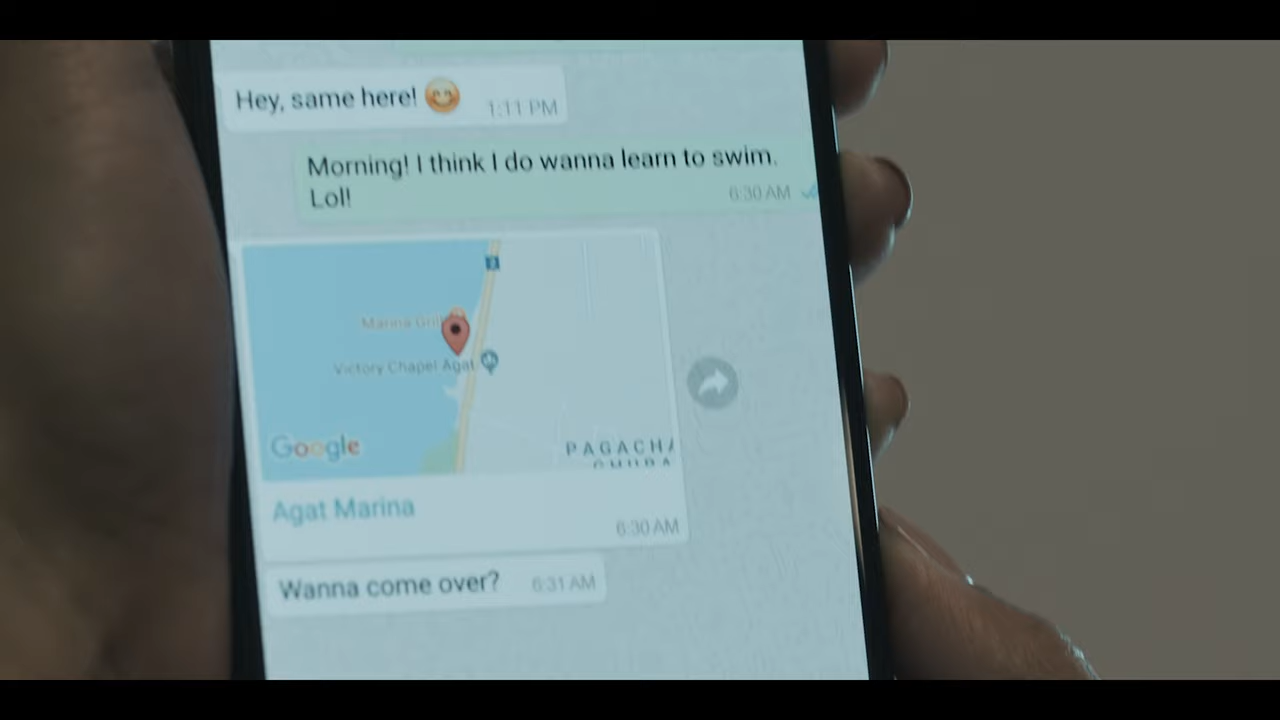 Hey, same here! 😊 1:11 PM
Morning! I think I do wanna learn to swim.
Lol! 6:30 AM
Marina Grill
Victory Chapel Agat
Google
PAGACHA
Agat Marina
6:30 AM
Wanna come over? 6:31 AM